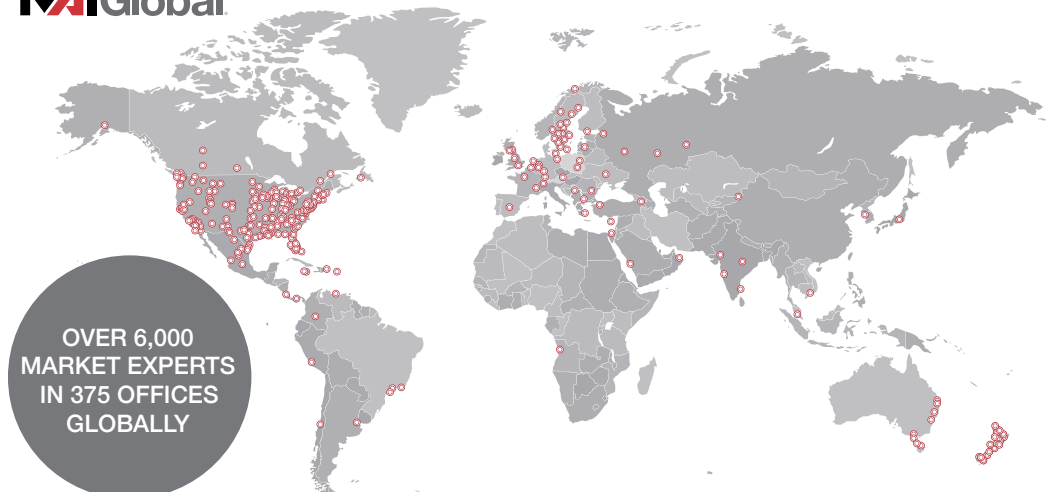 Global
OVER 6,000
MARKET EXPERTS
IN 375 OFFICES
GLOBALLY